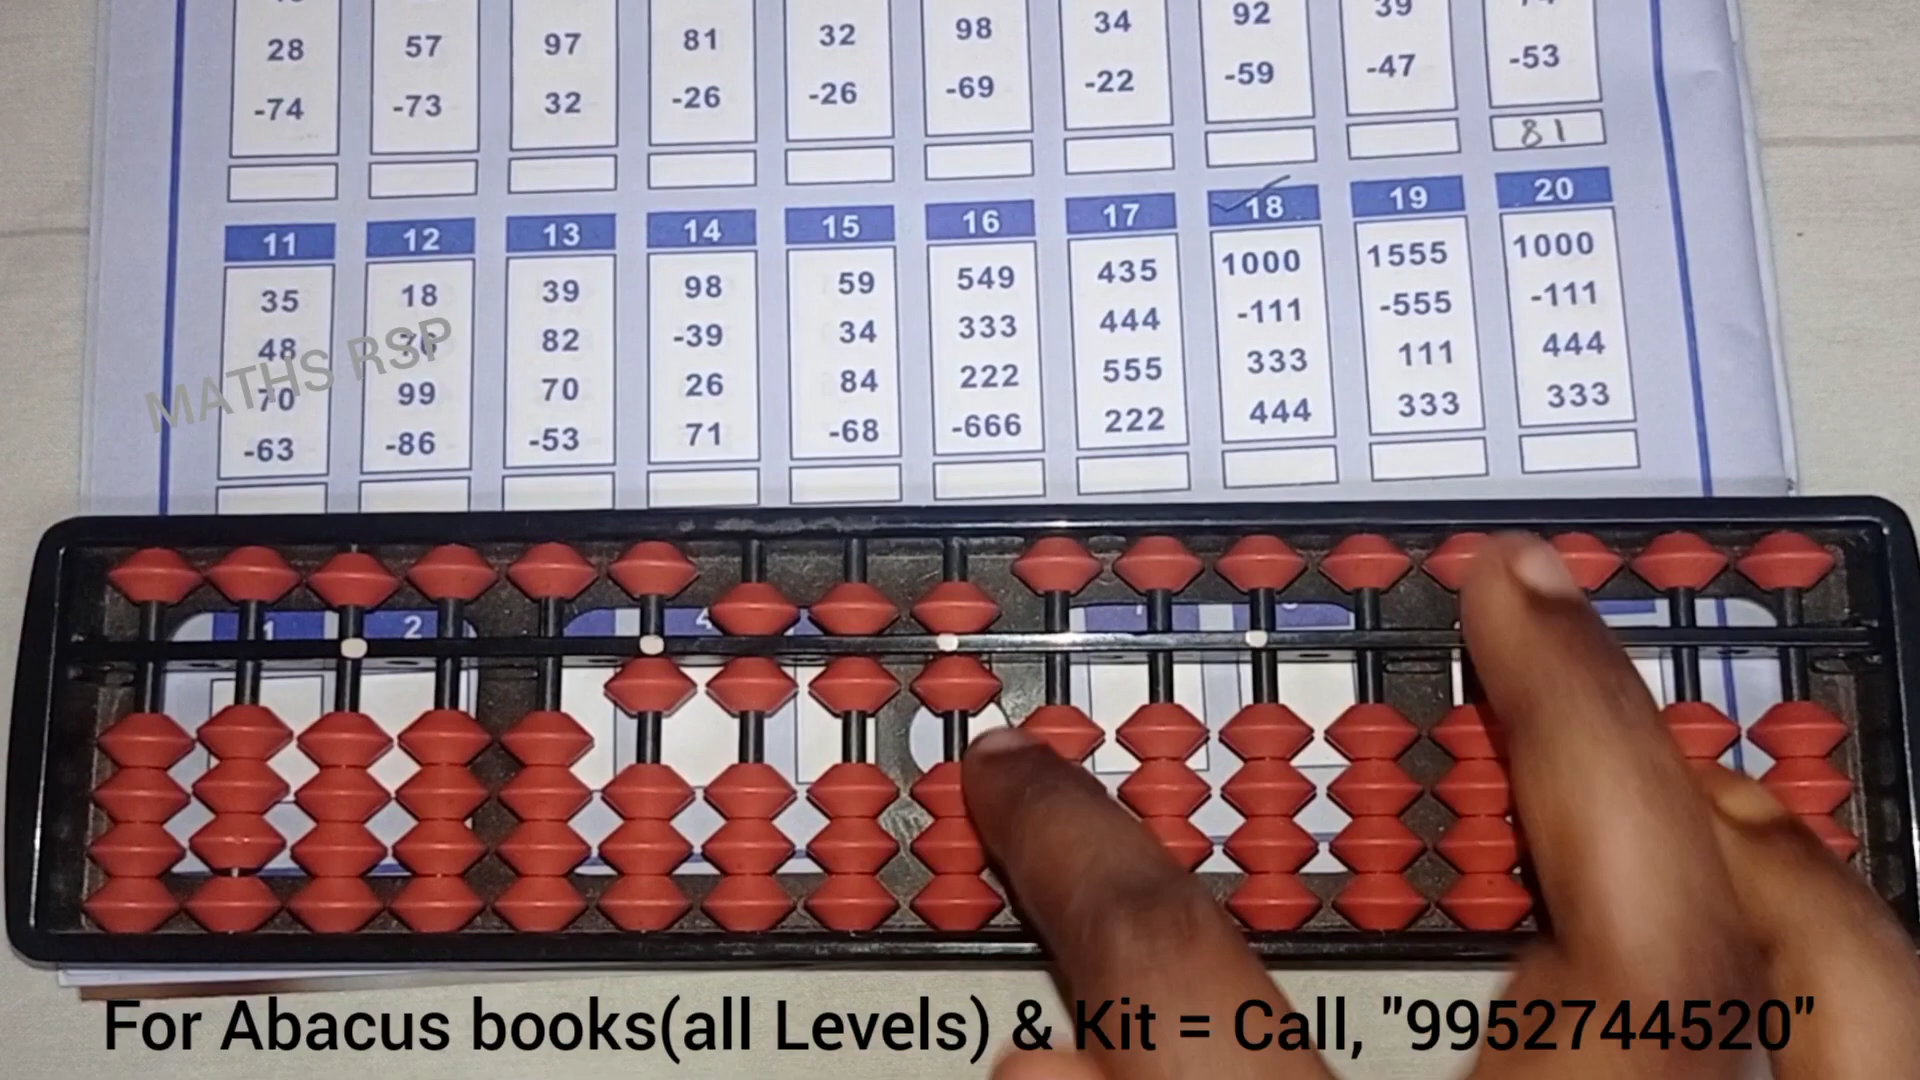 92 39
28 57 97 81 32 98 34 -59 -47 -53
-74 -73 32 -26 -26 -69 -22
81
11 12 13 14 15 16 17 18 19 20
35 18 39 98 59 549 435 1000 1555 1000
48 82 -39 34 333 444 -111 -555 -111
70 99 70 26 84 222 555 333 111 444
-63 -86 -53 71 -68 -666 222 444 333 333
MATHS RSP
1 2 4
For Abacus books(all Levels) & Kit = Call, "9952744520"